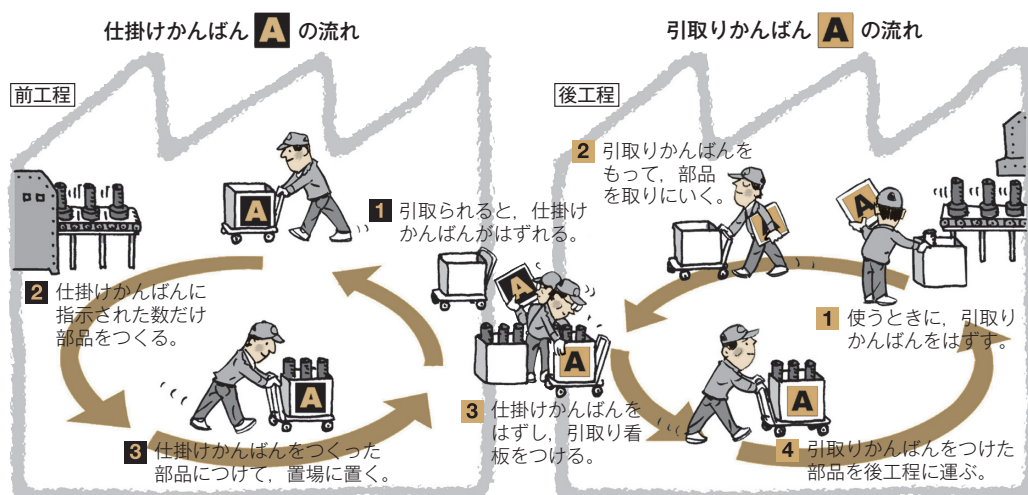 仕掛けかんばん A の流れ
前工程
A
1 引取られると，仕掛け
かんばんがはずれる。
2 仕掛けかんばんに
指示された数だけ
部品をつくる。
A
3 仕掛けかんばんをつくった
部品につけて，置場に置く。
引取りかんばん A の流れ
後工程
A
1 使うときに，引取り
かんばんをはずす。
2 引取りかんばんを
もって，部品
を取りにいく。
A
A
A
3 仕掛けかんばんを
はずし，引取り看
板をつける。
A
4 引取りかんばんをつけた
部品を後工程に運ぶ。